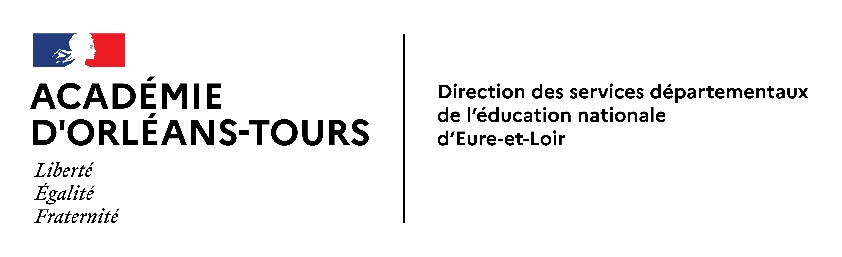 ACADÉMIE
D'ORLÉANS-TOURS
Liberté
Égalité
Fraternité
Direction des services départementaux
de l’éducation nationale
d’Eure-et-Loir